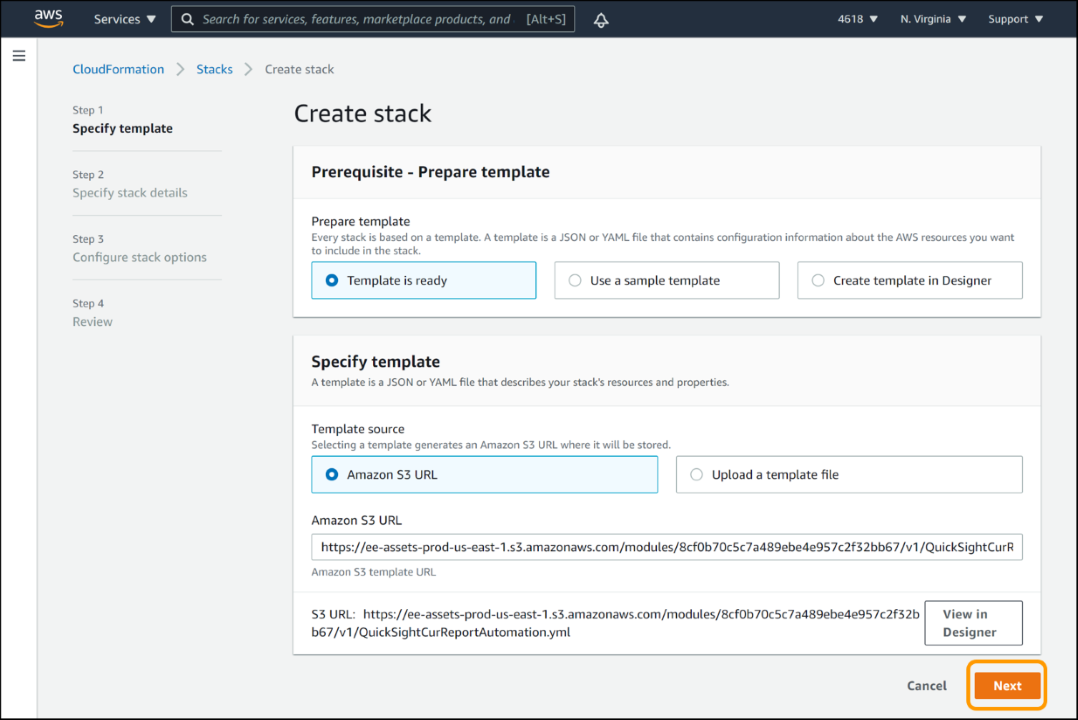 aws
Services ▼
Search for services, features, marketplace products, and
[Alt+S]
4618 ▼
N. Virginia ▼
Support ▼
CloudFormation > Stacks > Create stack
Step 1
Specify template
Step 2
Specify stack details
Step 3
Configure stack options
Step 4
Review
Create stack
Prerequisite - Prepare template
Prepare template
Every stack is based on a template. A template is a JSON or YAML file that contains configuration information about the AWS resources you want
to include in the stack.
Template is ready
Use a sample template
Create template in Designer
Specify template
A template is a JSON or YAML file that describes your stack's resources and properties.
Template source
Selecting a template generates an Amazon S3 URL where it will be stored.
Amazon S3 URL
Upload a template file
Amazon S3 URL
https://ee-assets-prod-us-east-1.s3.amazonaws.com/modules/8cf0b70c5c7a489ebe4e957c2f32bb67/v1/QuickSightCurR
Amazon S3 template URL
S3 URL: https://ee-assets-prod-us-east-1.s3.amazonaws.com/modules/8cf0b70c5c7a489ebe4e957c2f32b
b67/v1/QuickSightCurReportAutomation.yml
View in
Designer
Cancel
Next